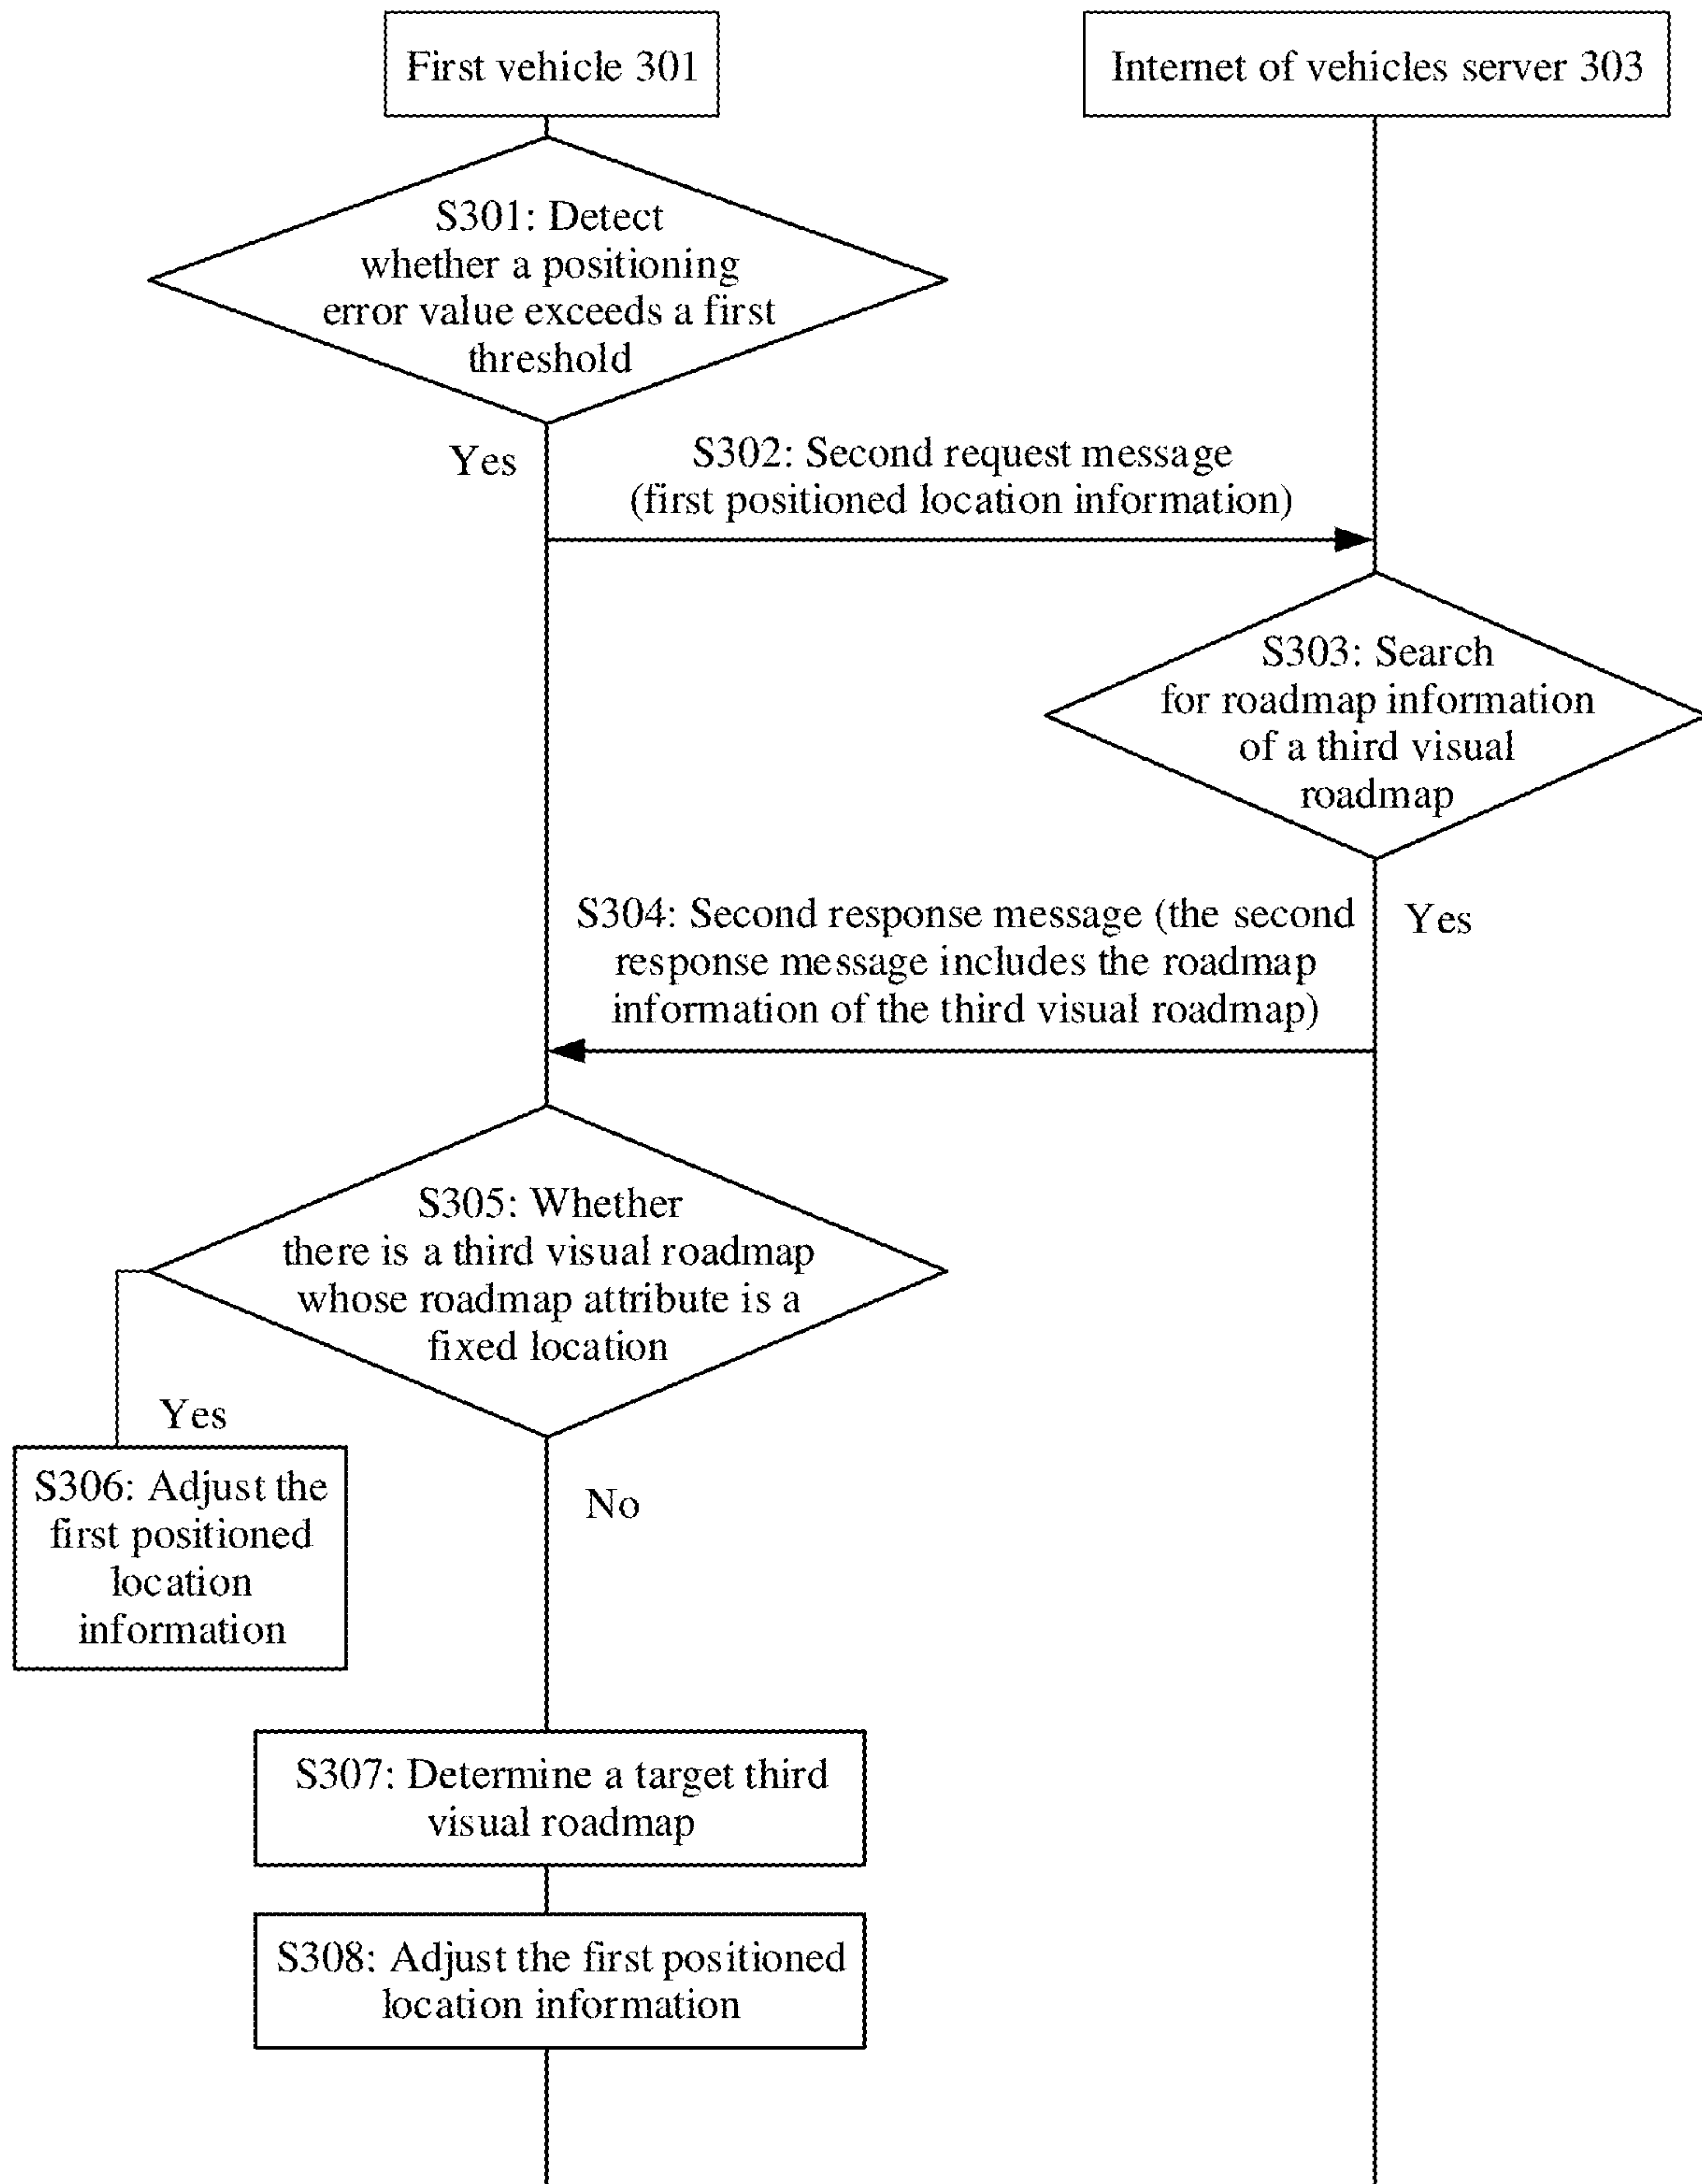 First vehicle 301
Internet of vehicles server 303
S301: Detect
whether a positioning
error value exceeds a first
threshold
Yes
S302: Second request message
(first positioned location information)
S303: Search
for roadmap information
of a third visual
roadmap
Yes
S304: Second response message (the second
response message includes the roadmap
information of the third visual roadmap)
S305: Whether
there is a third visual roadmap
whose roadmap attribute is a
fixed location
Yes
S306: Adjust the
first positioned
location
information
No
S307: Determine a target third
visual roadmap
S308: Adjust the first positioned
location information